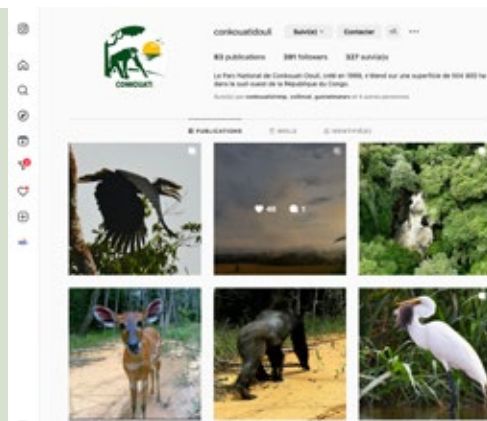 conkouatidouli Suivi(e) Contacter
83 publications 391 followers 327 suivi(e)s
Le Parc National de Conkouati-Douli, créé en 1999, s'étend sur une superficie de 504 950 ha
dans le sud-ouest de la République du Congo.
CONKOUATI
PUBLICATIONS REELS IDENTIFIÉ(E)